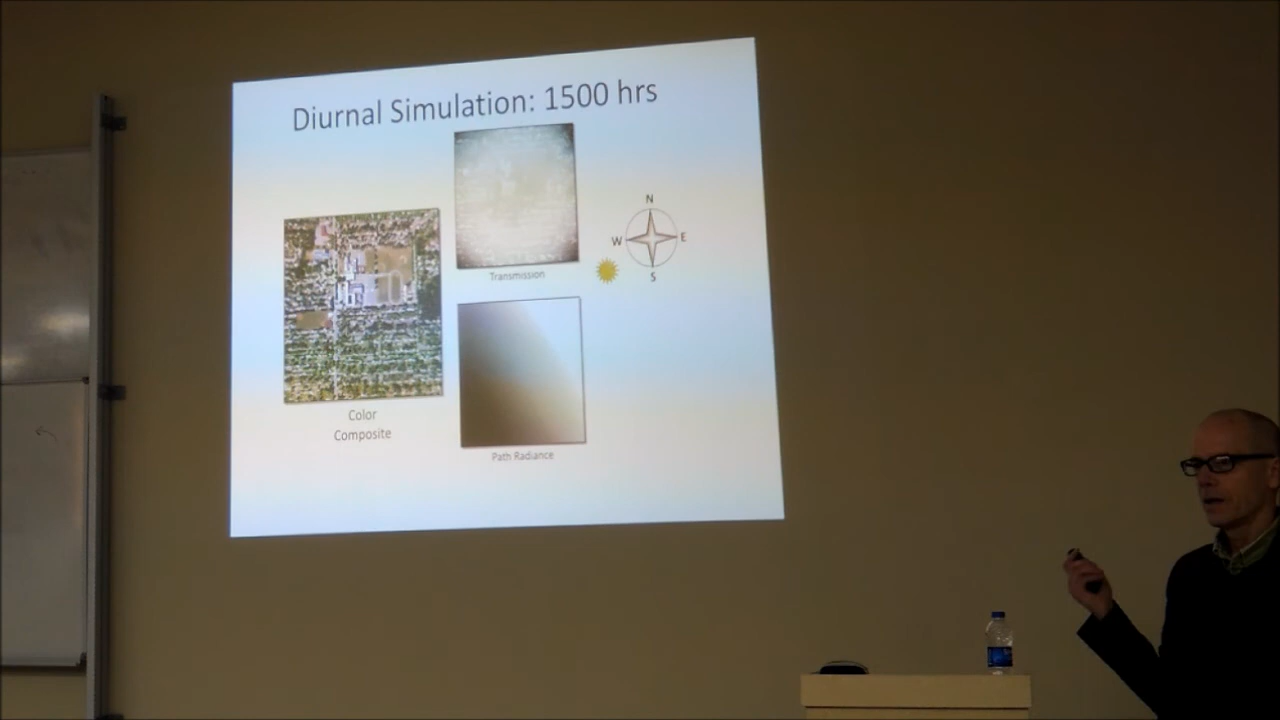 Diurnal Simulation: 1500 hrs
Transmission
N
W
E
S
Color
Composite
Path Radiance